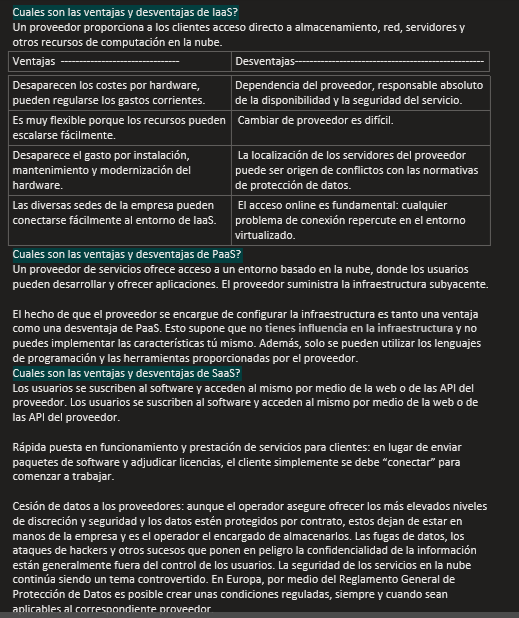 Cuales son las ventajas y desventajas de IaaS?
Un proveedor proporciona a los clientes acceso directo a almacenamiento, red, servidores y
otros recursos de computación en la nube.
Ventajas --------------------------------
Desventajas---------------------------------------------------
Desaparecen los costes por hardware,
pueden regularse los gastos corrientes.
Dependencia del proveedor, responsable absoluto
de la disponibilidad y la seguridad del servicio.
Es muy flexible porque los recursos pueden
escalarse fácilmente.
Cambiar de proveedor es difícil.
Desaparece el gasto por instalación,
mantenimiento y modernización del
hardware.
La localización de los servidores del proveedor
puede ser origen de conflictos con las normativas
de protección de datos.
Las diversas sedes de la empresa pueden
conectarse fácilmente al entorno de IaaS.
El acceso online es fundamental: cualquier
problema de conexión repercute en el entorno
virtualizado.
Cuales son las ventajas y desventajas de PaaS?
Un proveedor de servicios ofrece acceso a un entorno basado en la nube, donde los usuarios
pueden desarrollar y ofrecer aplicaciones. El proveedor suministra la infraestructura subyacente.
El hecho de que el proveedor se encargue de configurar la infraestructura es tanto una ventaja
como una desventaja de PaaS. Esto supone que no tienes influencia en la infraestructura y no
puedes implementar las características tú mismo. Además, solo se pueden utilizar los lenguajes
de programación y las herramientas proporcionadas por el proveedor.
Cuales son las ventajas y desventajas de SaaS?
Los usuarios se suscriben al software y acceden al mismo por medio de la web o de las API del
proveedor. Los usuarios se suscriben al software y acceden al mismo por medio de la web o de
las API del proveedor.
Rápida puesta en funcionamiento y prestación de servicios para clientes: en lugar de enviar
paquetes de software y adjudicar licencias, el cliente simplemente se debe “conectar” para
comenzar a trabajar.
Cesión de datos a los proveedores: aunque el operador asegure ofrecer los más elevados niveles
de discreción y seguridad y los datos estén protegidos por contrato, estos dejan de estar en
manos de la empresa y es el operador el encargado de almacenarlos. Las fugas de datos, los
ataques de hackers y otros sucesos que ponen en peligro la confidencialidad de la información
están generalmente fuera del control de los usuarios. La seguridad de los servicios en la nube
continúa siendo un tema controvertido. En Europa, por medio del Reglamento General de
Protección de Datos es posible crear unas condiciones reguladas, siempre y cuando sean
aplicables al correspondiente proveedor.